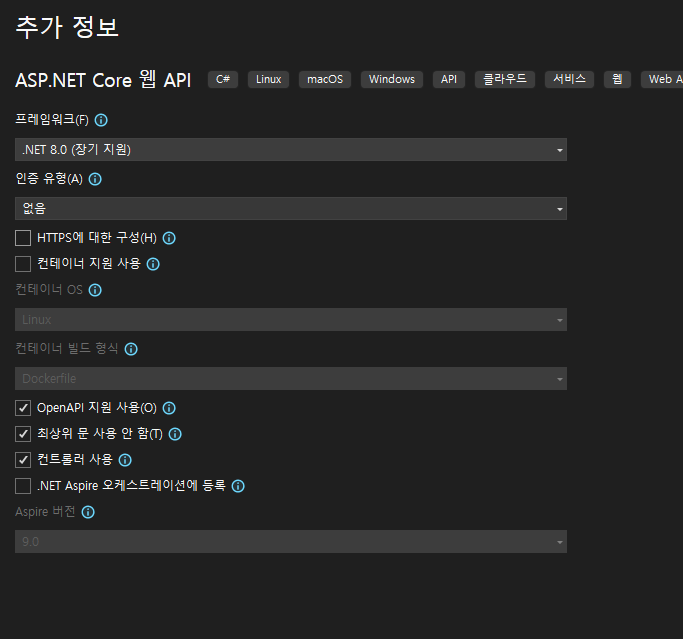 추가 정보
ASP.NET Core 웹 API C# Linux macOS Windows API 클라우드 서비스 웹 Web A
프레임워크(F)
.NET 8.0 (장기 지원)
인증 유형(A)
없음
HTTPS에 대한 구성(H)
컨테이너 지원 사용
컨테이너 OS
Linux
컨테이너 빌드 형식
Dockerfile
OpenAPI 지원 사용(O)
최상위 문 사용 안 함(T)
컨트롤러 사용
.NET Aspire 오케스트레이션에 등록
Aspire 버전
9.0